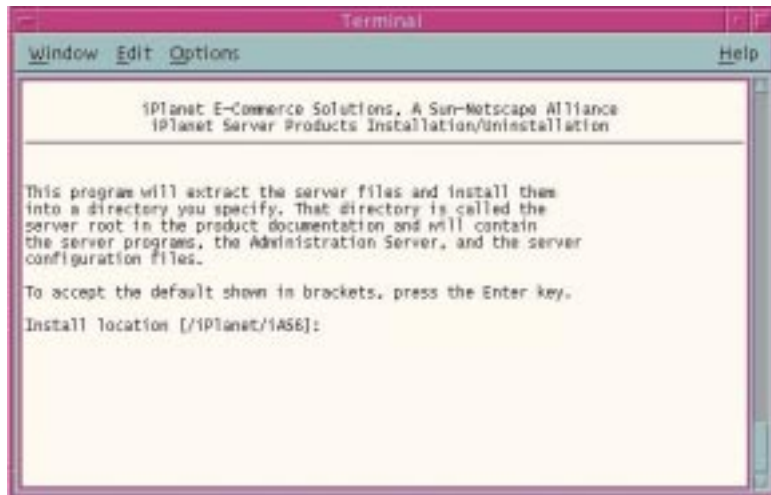 Terminal
Window Edit Options Help
iPlanet E-Commerce Solutions, A Sun-Netscape Alliance
iPlanet Server Products Installation/Uninstallation
This program will extract the server files and install them
into a directory you specify. That directory is called the
server root in the product documentation and will contain
the server programs, the Administration Server, and the server
configuration files.
To accept the default shown in brackets, press the Enter key.
Install location [/iPlanet/iAS6]: